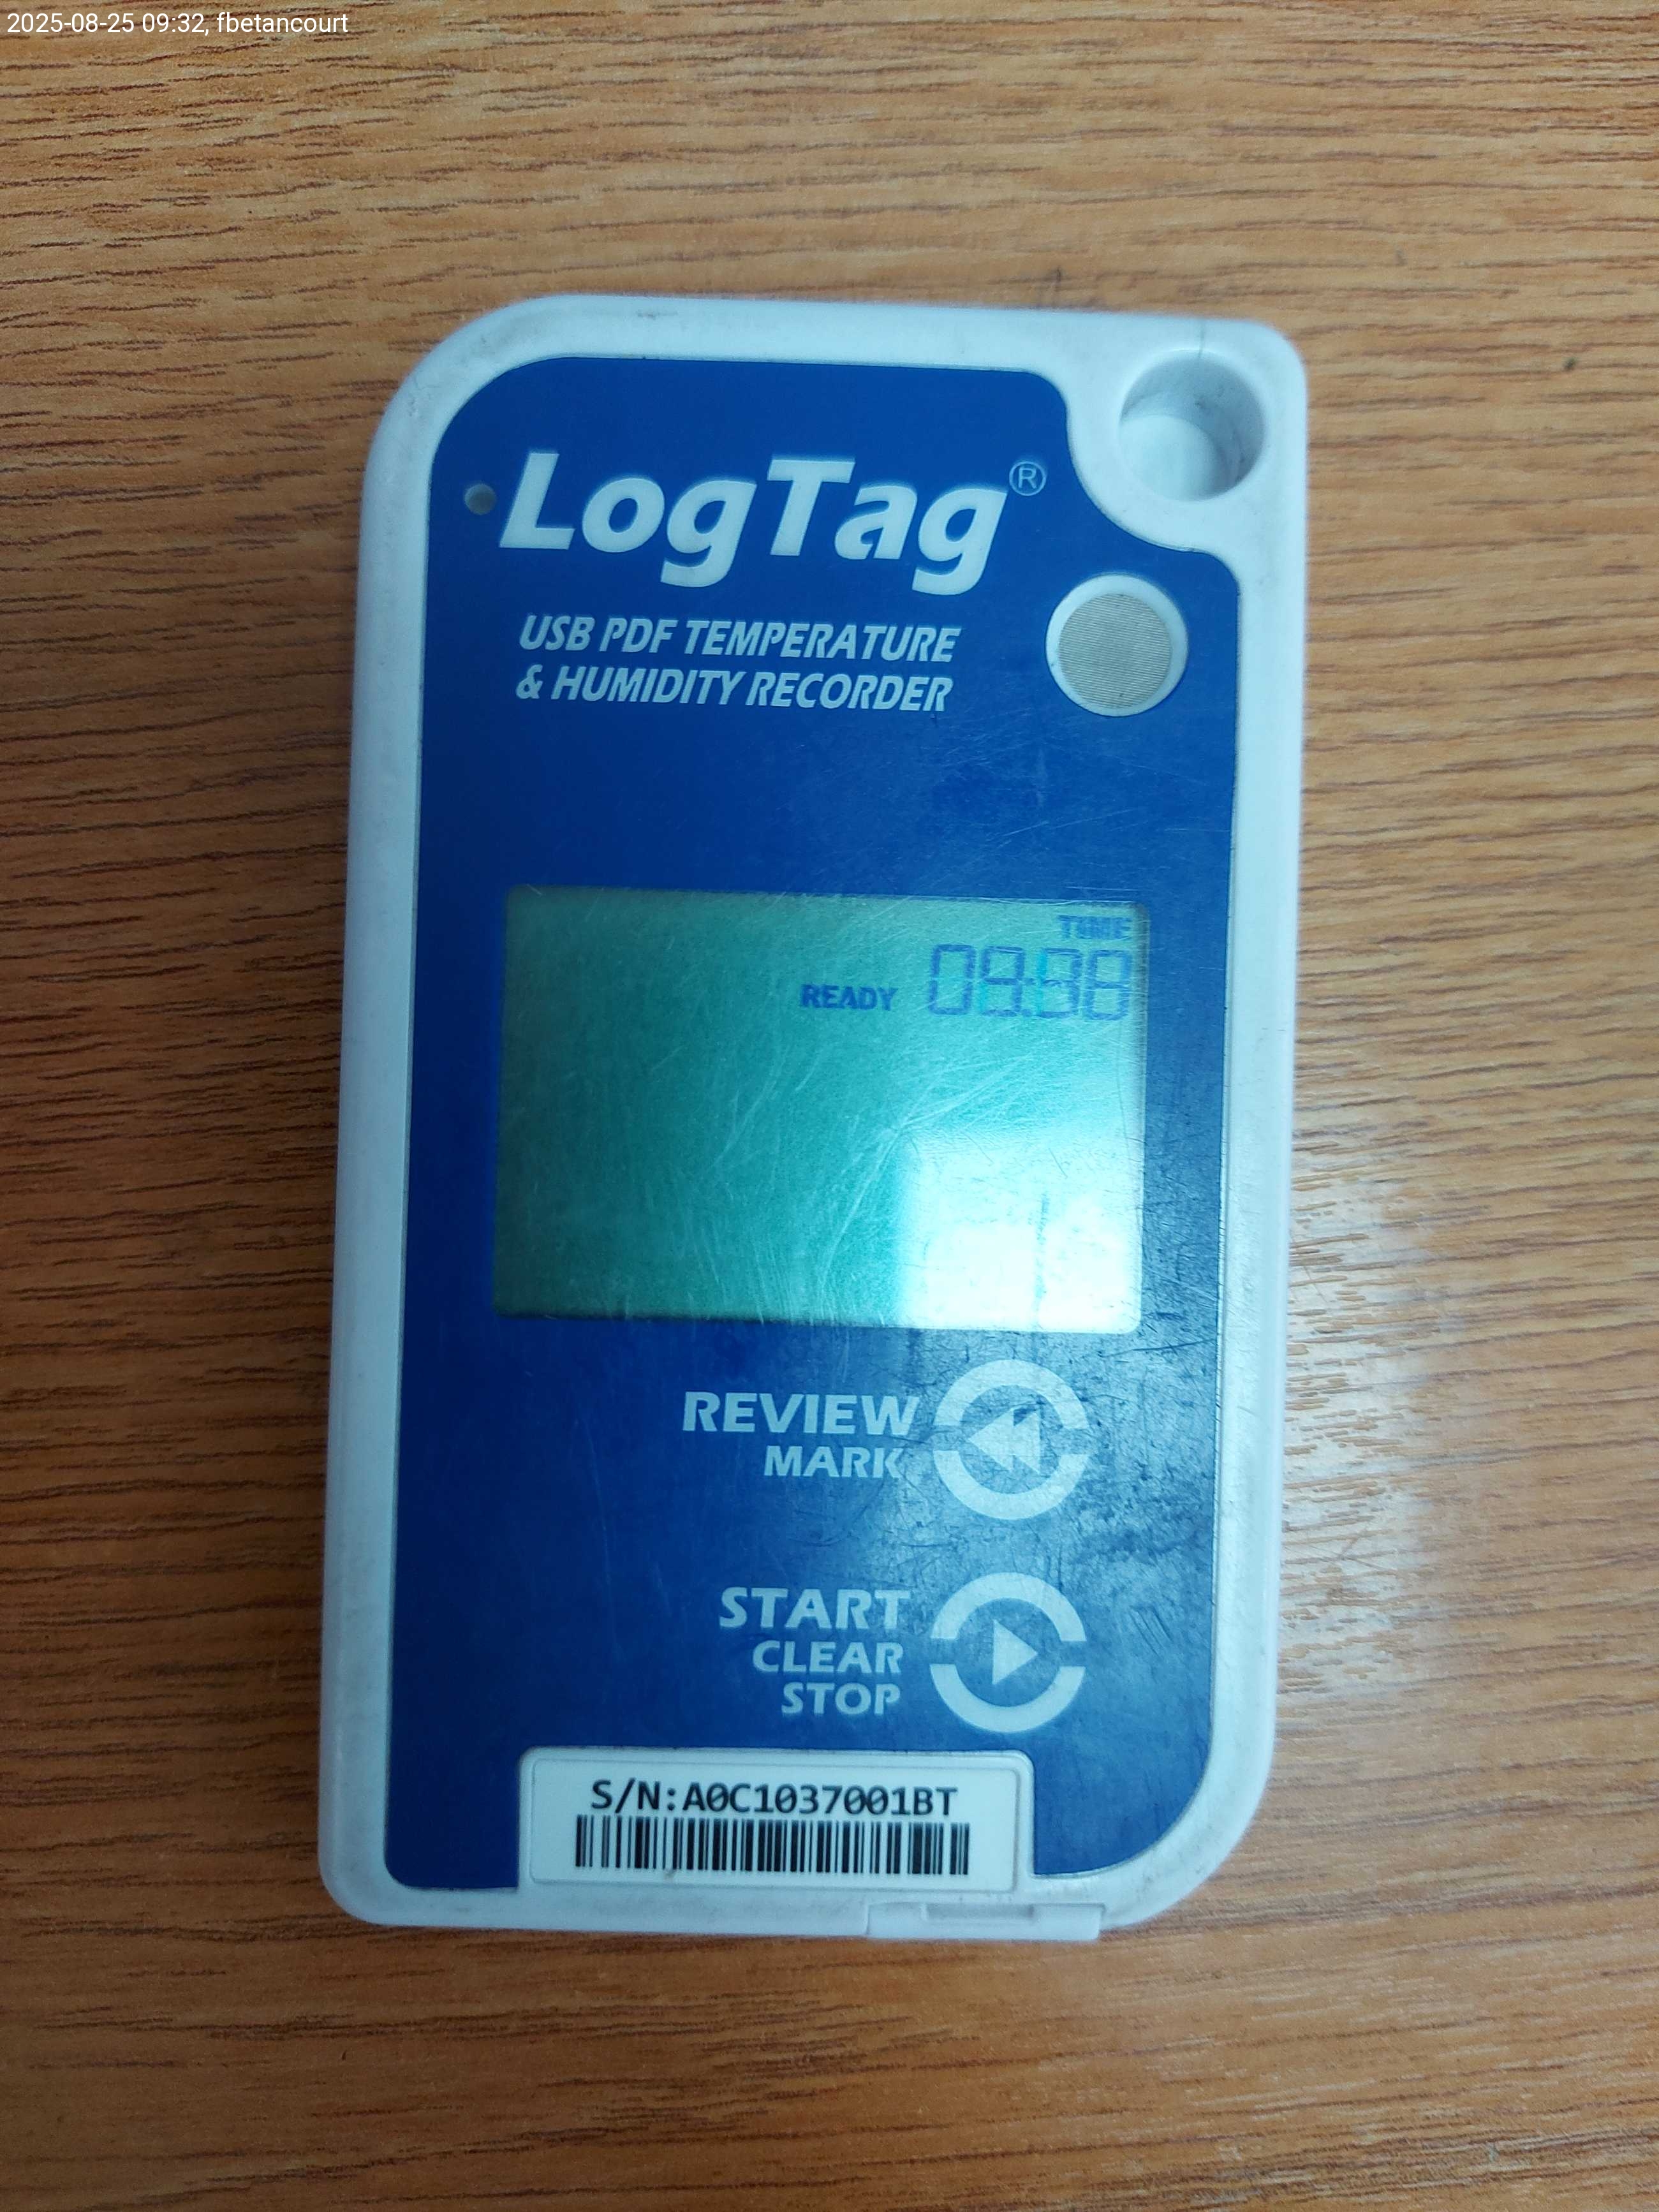 2025-08-25 09:32, fbetancourt
LogTag®
USB PDF TEMPERATURE
& HUMIDITY RECORDER
TIME
READY
REVIEW
MARK
START
CLEAR
STOP
S/N:A0C1037001BT